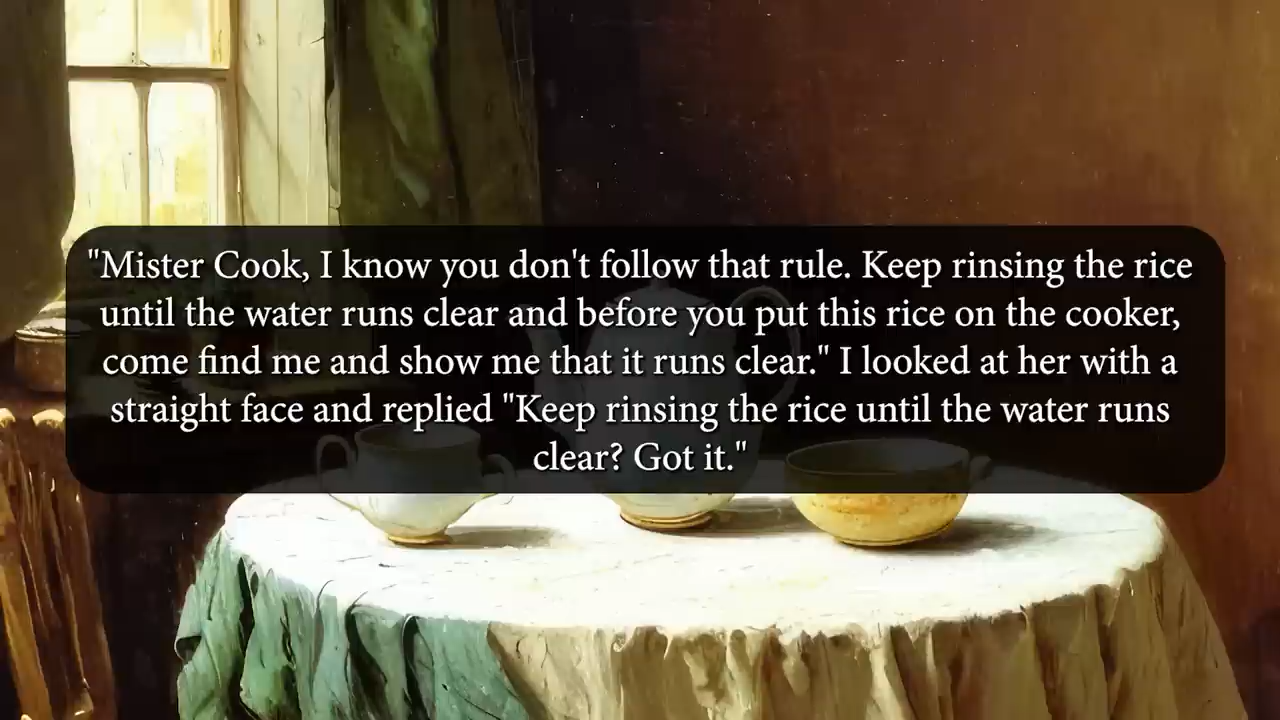 "Mister Cook, I know you don't follow that rule. Keep rinsing the rice
until the water runs clear and before you put this rice on the cooker,
come find me and show me that it runs clear." I looked at her with a
straight face and replied "Keep rinsing the rice until the water runs
clear? Got it."